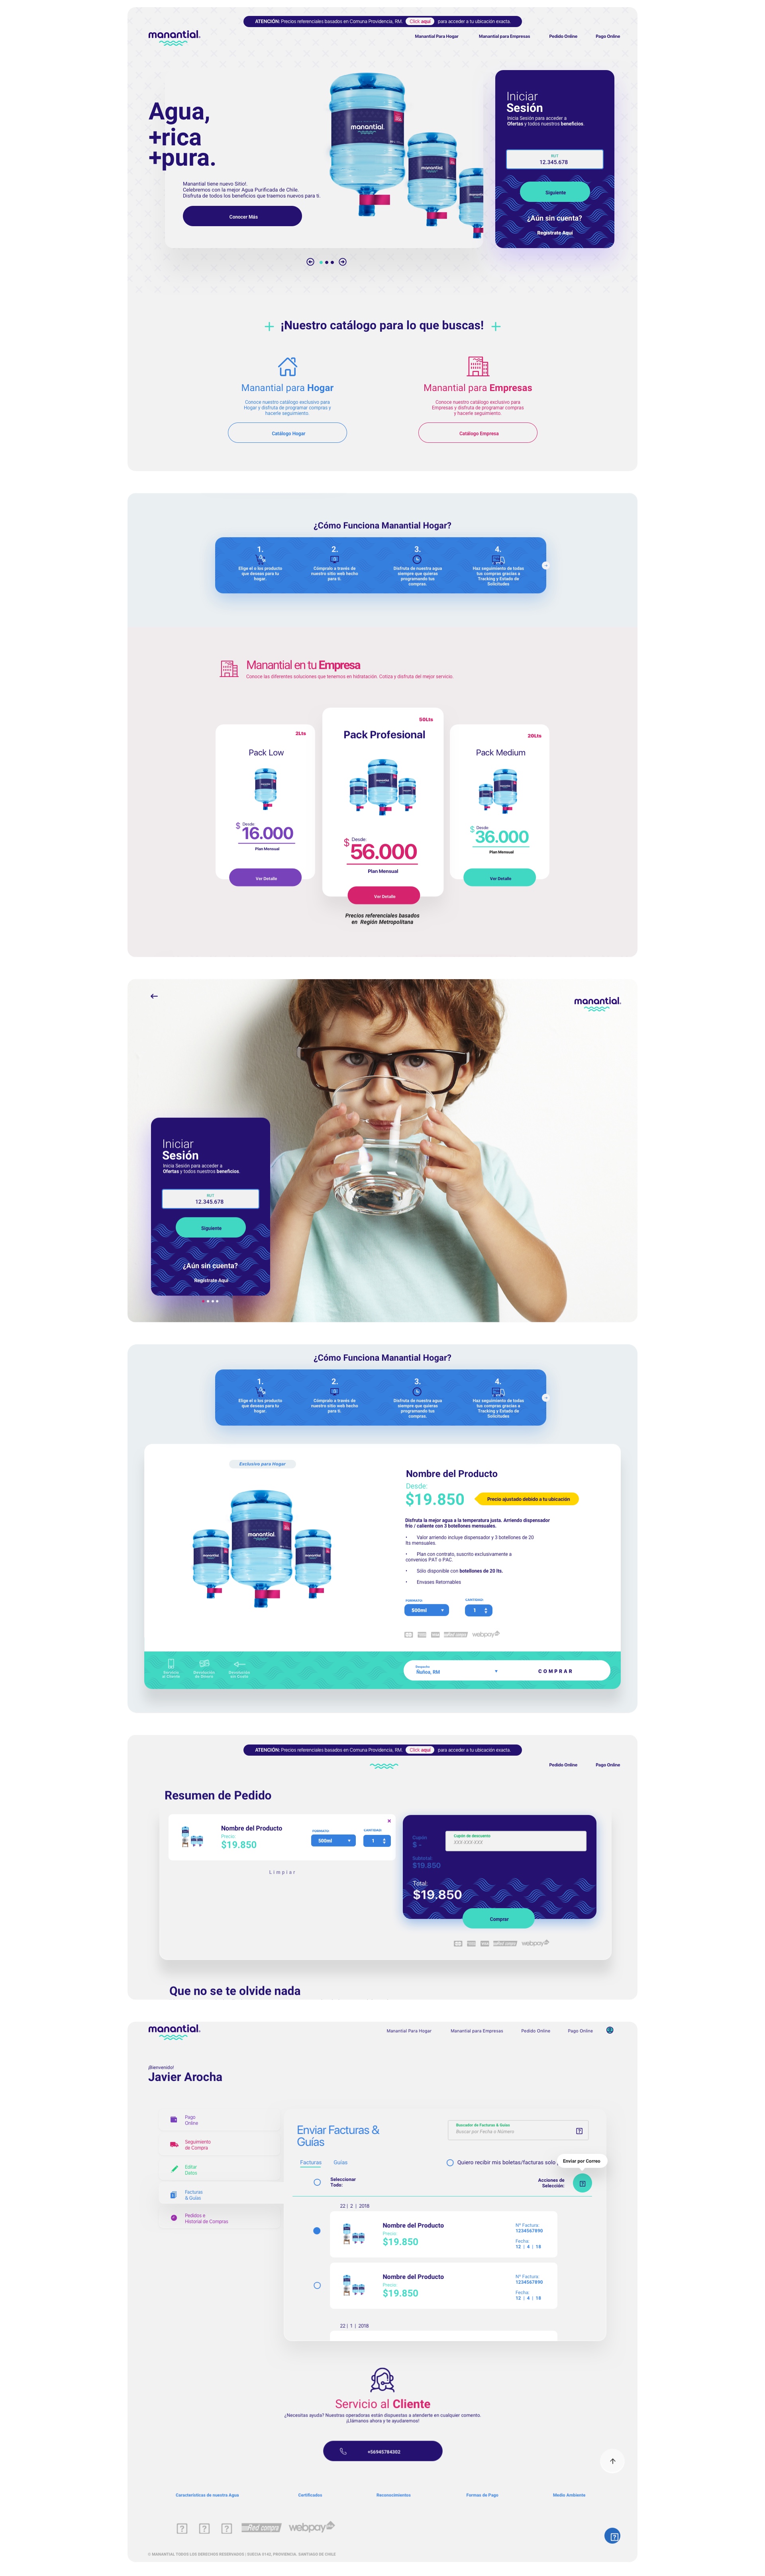 ATENCIÓN: Precios referenciales basados en Comuna Providencia, RM. Click aquí para acceder a tu ubicación exacta.
manantial.
Manantial Para Hogar
Manantial para Empresas
Pedido Online
Pago Online
Agua,
+rica
+pura.
Manantial tiene nuevo Sitio!
Celebremos con la mejor Agua Purificada de Chile.
Disfruta de todos los beneficios que traemos nuevos para ti.
Conocer Más
manantial.
manantial.
Iniciar
Sesión
Inicia Sesión para acceder a
Ofertas y todos nuestros beneficios.
RUT
12.345.678
Siguiente
¿Aún sin cuenta?
Regístrate Aquí
¡Nuestro catálogo para lo que buscas!
Manantial para Hogar
Conoce nuestro catálogo exclusivo para
Hogar y disfruta de programar compras y
hacerle seguimiento.
Catálogo Hogar
Manantial para Empresas
Conoce nuestro catálogo exclusivo para
Empresas y disfruta de programar compras
y hacerle seguimiento.
Catálogo Empresa
¿Cómo Funciona Manantial Hogar?
1.
Elige el o los producto
que deseas para tu
hogar.
2.
Cómpralo a través de
nuestro sitio web hecho
para ti.
3.
Disfruta de nuestra agua
siempre que quieras
programando tus
compras.
4.
Haz seguimiento de todas
tus compras gracias a
Tracking y Estado de
Solicitudes
Manantial en tu Empresa
Conoce las diferentes soluciones que tenemos en hidratación. Cotiza y disfruta del mejor servicio.
2Lts
Pack Low
$ Desde:
16.000
Plan Mensual
Ver Detalle
50Lts
Pack Profesional
$ Desde:
56.000
Plan Mensual
Ver Detalle
20Lts
Pack Medium
$ Desde:
36.000
Plan Mensual
Ver Detalle
Precios referenciales basados
en Región Metropolitana
manantial.
Iniciar
Sesión
Inicia Sesión para acceder a
Ofertas y todos nuestros beneficios.
RUT
12.345.678
Siguiente
¿Aún sin cuenta?
Regístrate Aquí
¿Cómo Funciona Manantial Hogar?
1.
Elige el o los producto
que deseas para tu
hogar.
2.
Cómpralo a través de
nuestro sitio web hecho
para ti.
3.
Disfruta de nuestra agua
siempre que quieras
programando tus
compras.
4.
Haz seguimiento de todas
tus compras gracias a
Tracking y Estado de
Solicitudes
Exclusivo para Hogar
manantial.
Nombre del Producto
Desde:
$19.850
Precio ajustado debido a tu ubicación
Disfruta la mejor agua a la temperatura justa. Arriendo dispensador
frío / caliente con 3 botellones mensuales.
• Valor arriendo incluye dispensador y 3 botellones de 20
lts mensuales.
• Plan con contrato, suscrito exclusivamente a
convenios PAT o PAC.
• Sólo disponible con botellones de 20 lts.
• Envases Retornables
FORMATO:
500ml
CANTIDAD:
1
webpay
Despacho
Ñuñoa, RM
COMPRAR
ATENCIÓN: Precios referenciales basados en Comuna Providencia, RM. Click aquí para acceder a tu ubicación exacta.
Pedido Online
Pago Online
Resumen de Pedido
Nombre del Producto
Precio:
$19.850
FORMATO:
500ml
CANTIDAD:
1
Limpiar
Cupón
$ -
Cupón de descuento
XXX-XXX-XXX
Subtotal:
$19.850
Total:
$19.850
Comprar
webpay
Que no se te olvide nada
manantial.
Manantial Para Hogar
Manantial para Empresas
Pedido Online
Pago Online
¡Bienvenido!
Javier Arocha
Pago
Online
Seguimiento
de Compra
Editar
Datos
Facturas
& Guías
Pedidos e
Historial de Compras
Enviar Facturas &
Guías
Buscador de Facturas & Guías
Buscar por Fecha o Número
Facturas
Guías
Quiero recibir mis boletas/facturas solo
Enviar por Correo
Seleccionar
Todo:
Acciones de
Selección:
22 | 2 | 2018
Nombre del Producto
Precio:
$19.850
Nº Factura:
1234567890
Fecha:
12 | 4 | 18
Nombre del Producto
Precio:
$19.850
Nº Factura:
1234567890
Fecha:
12 | 4 | 18
22 | 1 | 2018
Servicio al Cliente
¿Necesitas ayuda? Nuestras operadoras están dispuestas a atenderte en cualquier comento.
¡Llámanos ahora y te ayudaremos!
+56945784302
Características de nuestra Agua
Certificados
Reconocimientos
Formas de Pago
Medio Ambiente
webpay
© MANANTIAL TODOS LOS DERECHOS RESERVADOS | SUECIA #142, PROVIDENCIA. SANTIAGO DE CHILE